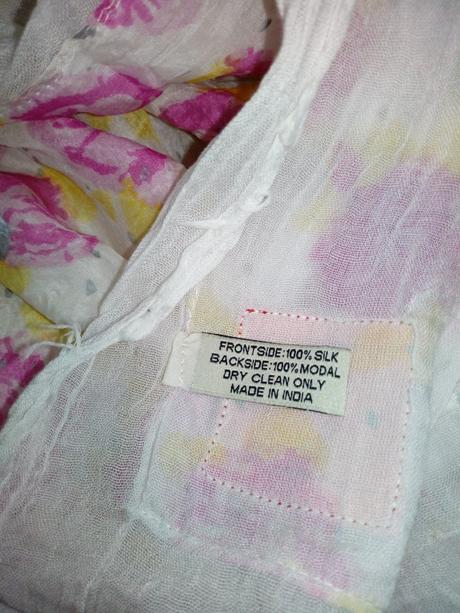 FRONTSIDE:100% SILK
BACKSIDE:100% MODAL
DRY CLEAN ONLY
MADE IN INDIA